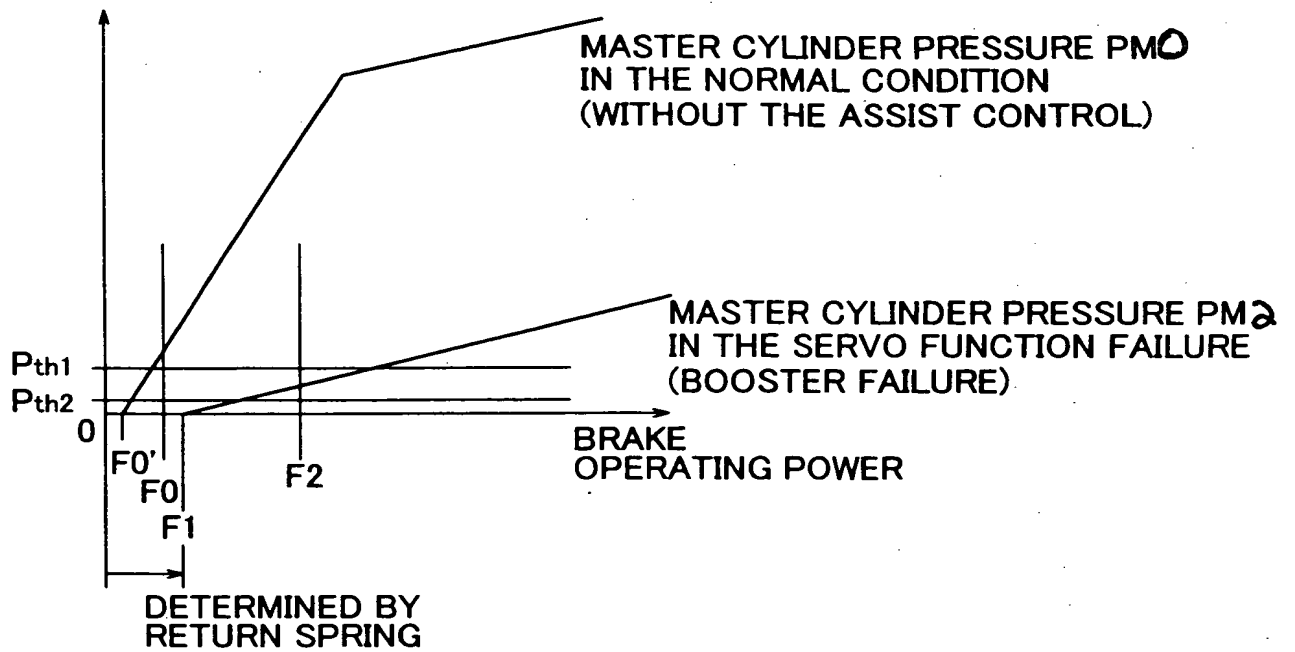 MASTER CYLINDER PRESSURE PM0
IN THE NORMAL CONDITION
(WITHOUT THE ASSIST CONTROL)
MASTER CYLINDER PRESSURE PM2
IN THE SERVO FUNCTION FAILURE
(BOOSTER FAILURE)
Pth1
Pth2
0
BRAKE
OPERATING POWER
F0'
F0
F1
F2
DETERMINED BY
RETURN SPRING